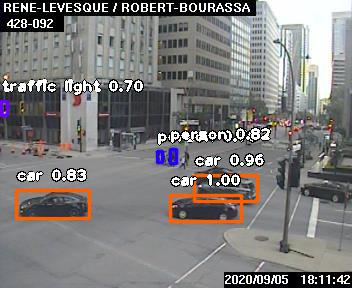 RENE-LEVESQUE / ROBERT-BOURASSA
428-092
traffic light 0.70
person 0.82
car 0.96
car 0.83
car 1.00
2020/09/05 18:11:42